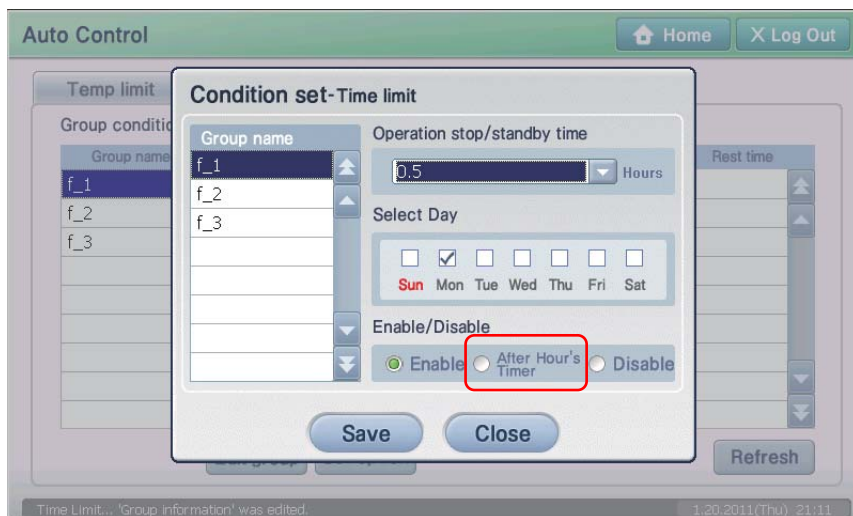 Auto Control
Home
X Log Out
Temp limit
Condition set-Time limit
Group name
f_1
f_2
f_3
Operation stop/standby time
0.5
Hours
Select Day
Sun Mon Tue Wed Thu Fri Sat
Enable/Disable
Enable
After Hour's
Timer
Disable
Save
Close
Group name
Rest time
f_1
f_2
f_3
Refresh
Time Limit... 'Group information' was edited.
1.20.2011(Thu) 21:11